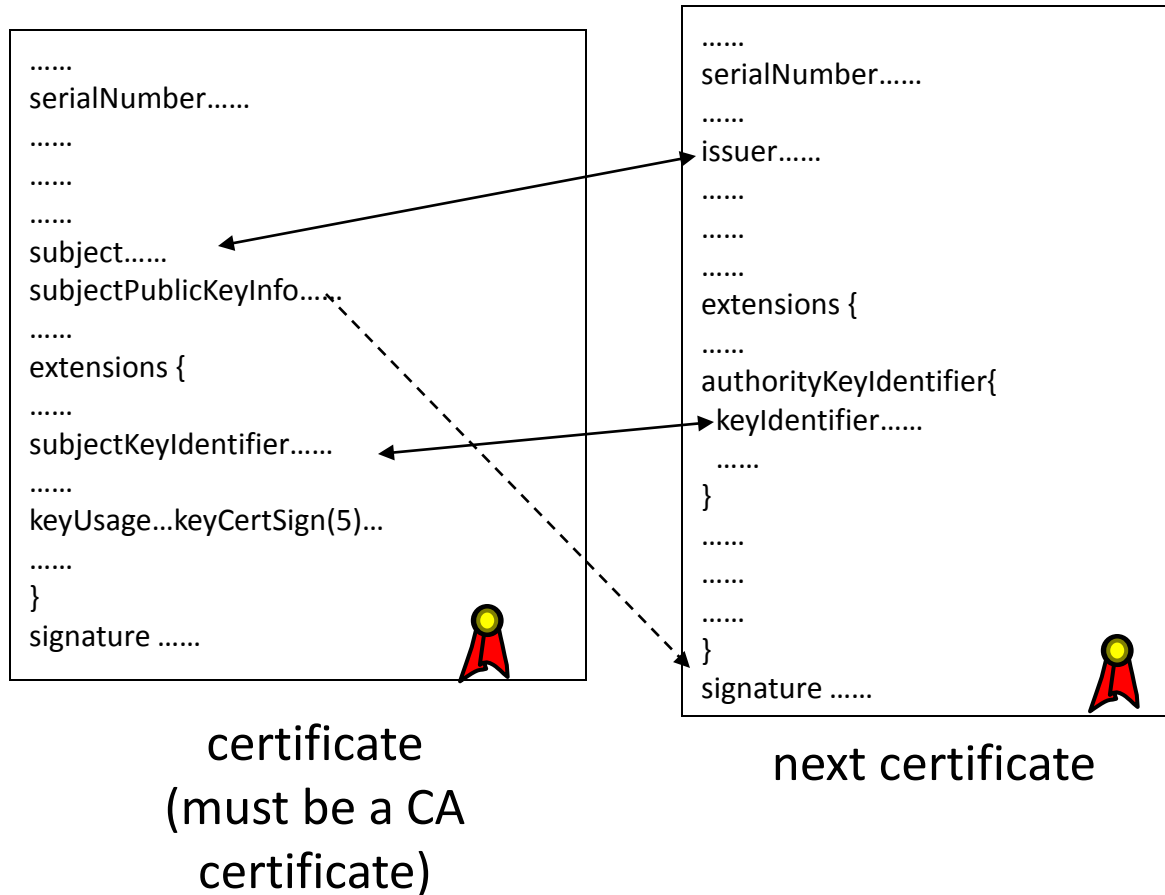 ……
serialNumber……
……
……
……
subject……
subjectPublicKeyInfo……
……
extensions {
……
subjectKeyIdentifier……
……
keyUsage…keyCertSign(5)…
……
}
signature ……
certificate
(must be a CA
certificate)
……
serialNumber……
……
issuer……
……
……
……
extensions {
……
authorityKeyIdentifier{
keyIdentifier……
……
}
……
……
……
}
signature ……
next certificate